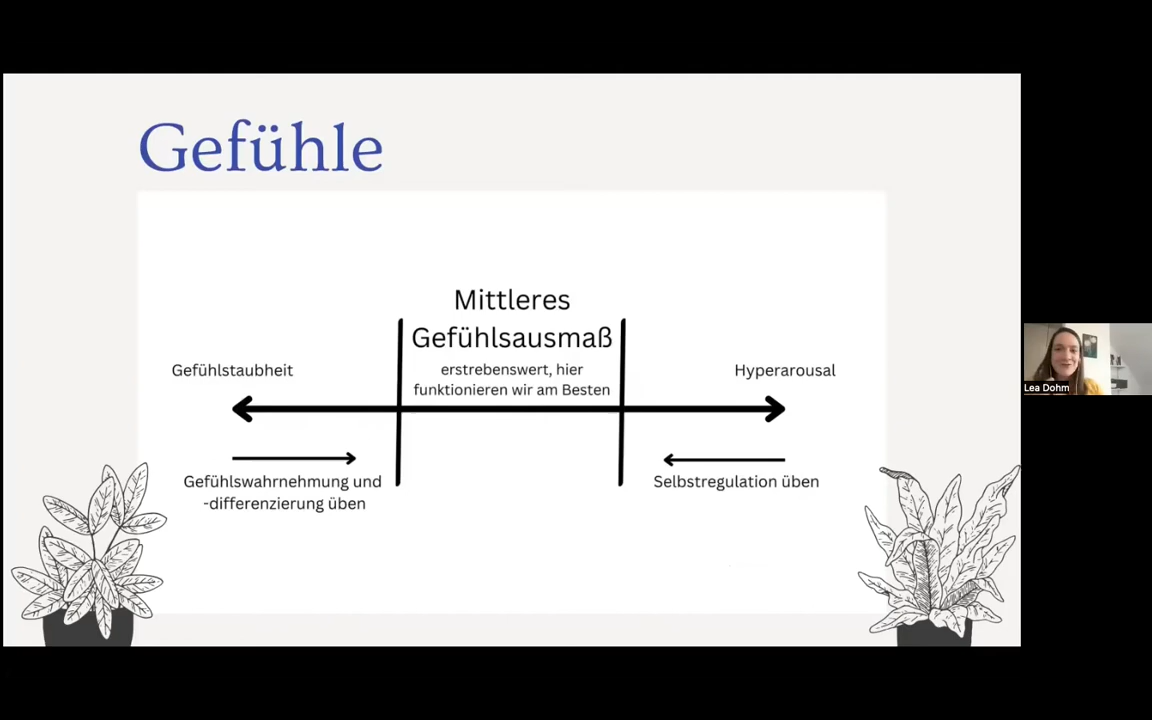 Gefühle
Mittleres
Gefühlsausmaß
erstrebenswert, hier
funktionieren wir am Besten
Gefühlstaubheit
Hyperarousal
Gefühlswahrnehmung und
-differenzierung üben
Selbstregulation üben
Lea Dohm